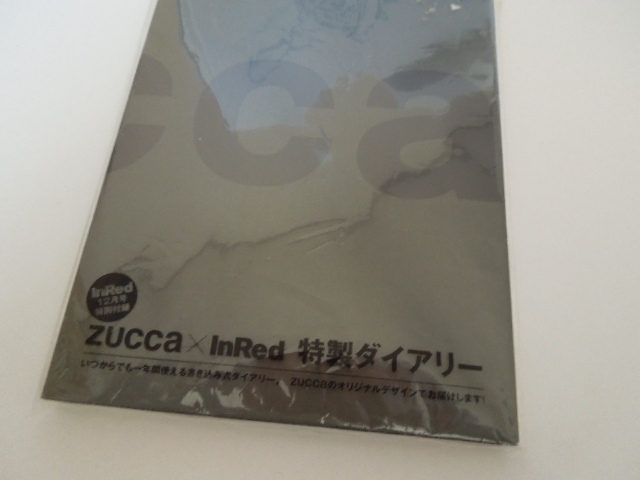 cca
InRed
12月号
特別付録
ZUCCa×InRed 特製ダイアリー
いつからでも一年間使える書き込み式ダイアリー。 ZUCCaのオリジナルデザインでお届けします!